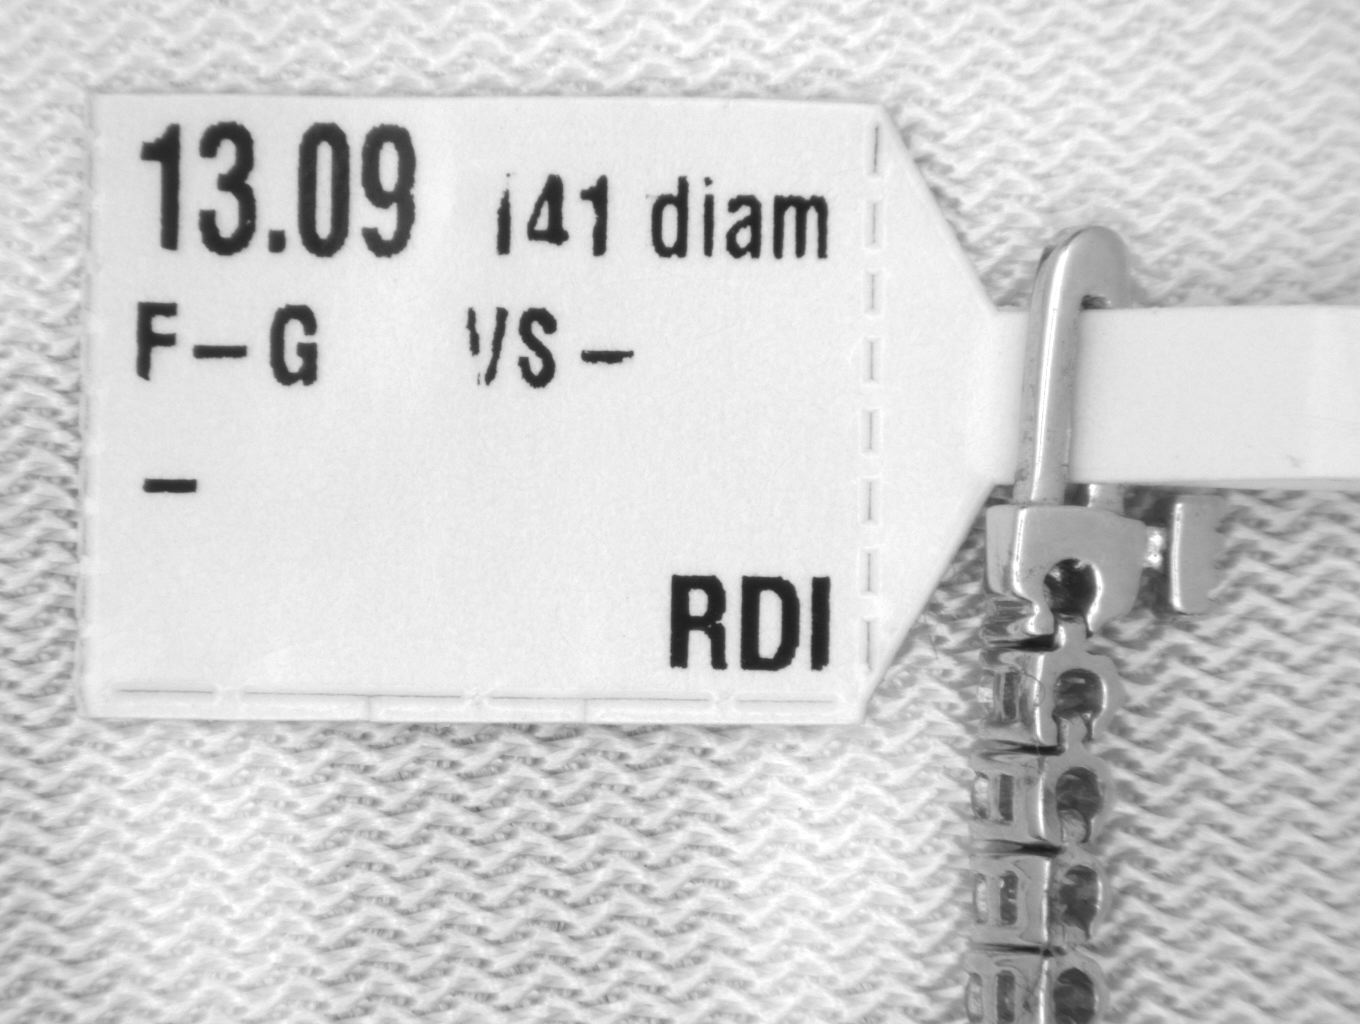 13.09 141 diam
F-G VS-
-
RDI